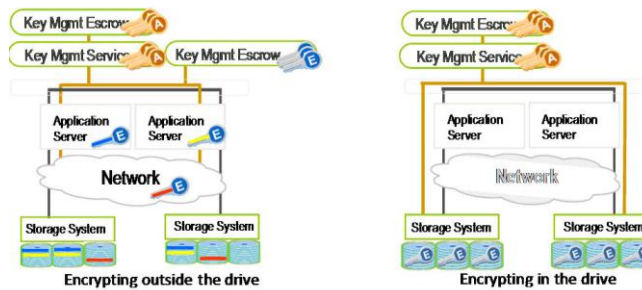 Key Mgmt Escrow
A
Key Mgmt Service
A
Key Mgmt Escrow
E
Application
Server
E
Application
Server
E
Network
E
Storage System
Storage System
Encrypting outside the drive
Key Mgmt Escrow
A
Key Mgmt Service
A
Application
Server
Application
Server
Network
Storage System
E
E
E
Storage System
E
E
E
Encrypting in the drive